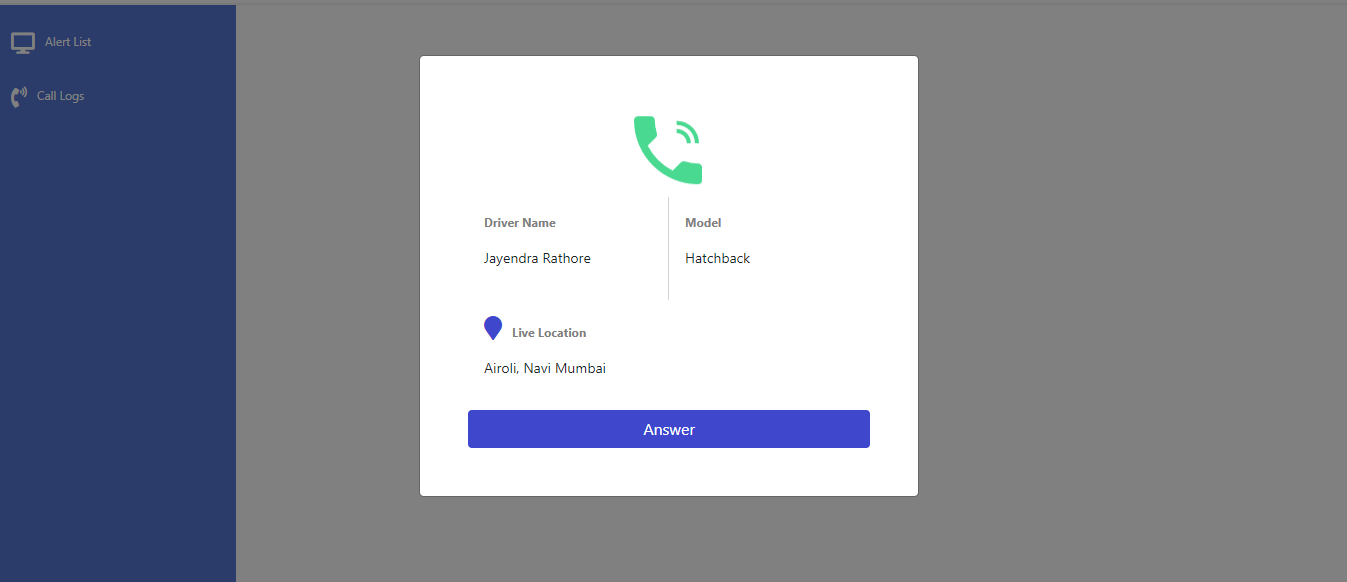 Alert List
Call Logs
Driver Name
Model
Jayendra Rathore
Hatchback
Live Location
Airoli, Navi Mumbai
Answer